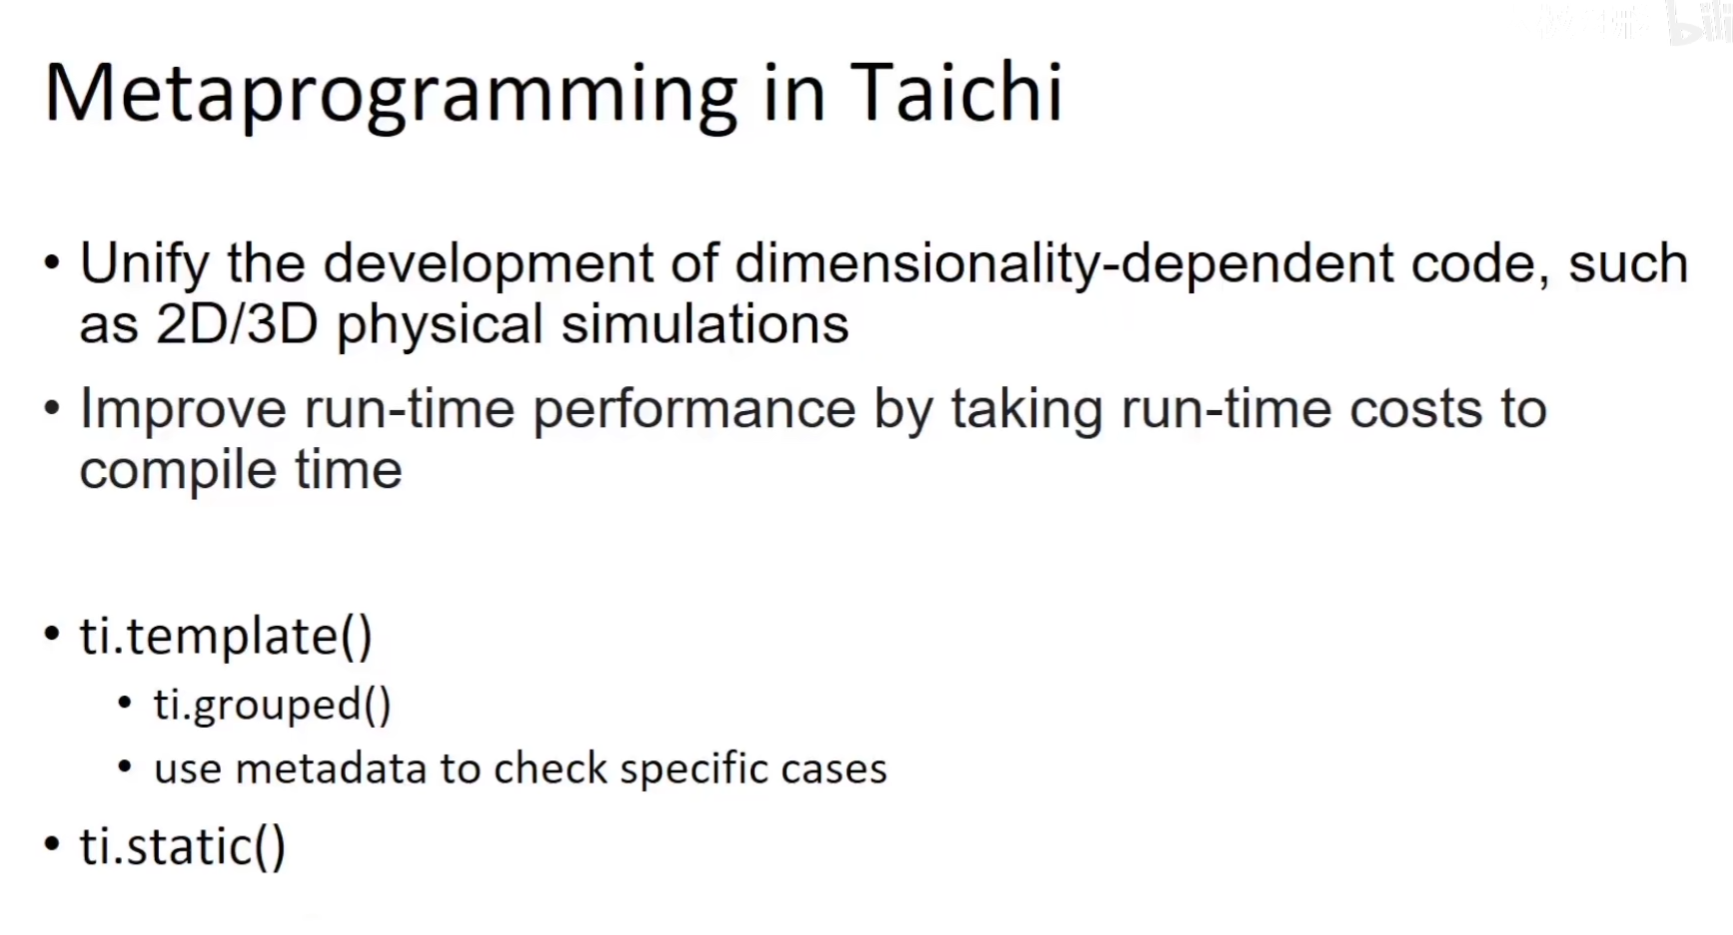 Metaprogramming in Taichi
• Unify the development of dimensionality-dependent code, such
as 2D/3D physical simulations
• Improve run-time performance by taking run-time costs to
compile time
• ti.template()
• ti.grouped()
• use metadata to check specific cases
• ti.static()